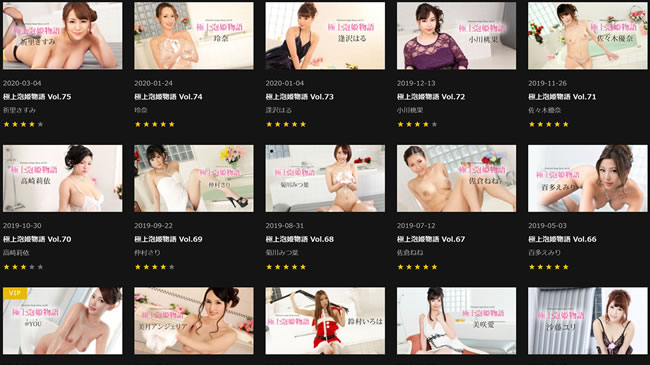 極上泡姫物語
折里きすみ
極上泡姫物語
玲奈
極上泡姫物語
逢沢はる
極上泡姫物語
小川桃果
極上泡姫物語
佐々木優奈
2020-03-04
2020-01-24
2020-01-04
2019-12-13
2019-11-26
極上泡姫物語 Vol.75
極上泡姫物語 Vol.74
極上泡姫物語 Vol.73
極上泡姫物語 Vol.72
極上泡姫物語 Vol.71
折里きすみ
玲奈
逢沢はる
小川桃果
佐々木優奈
極上泡姫物語
高崎莉依
極上泡姫物語
仲村さり
極上泡姫物語
菊川みつ葉
極上泡姫物語
佐倉ねね
極上泡姫物語
百多えみり
2019-10-30
2019-09-22
2019-08-31
2019-07-12
2019-05-03
極上泡姫物語 Vol.70
極上泡姫物語 Vol.69
極上泡姫物語 Vol.68
極上泡姫物語 Vol.67
極上泡姫物語 Vol.66
高崎莉依
仲村さり
菊川みつ葉
佐倉ねね
百多えみり
VIP
極上泡姫物語
@YOU
極上泡姫物語
美月アンジェリア
極上泡姫物語
鈴村いろは
極上泡姫物語
美咲愛
極上泡姫物語
沙藤ユリ